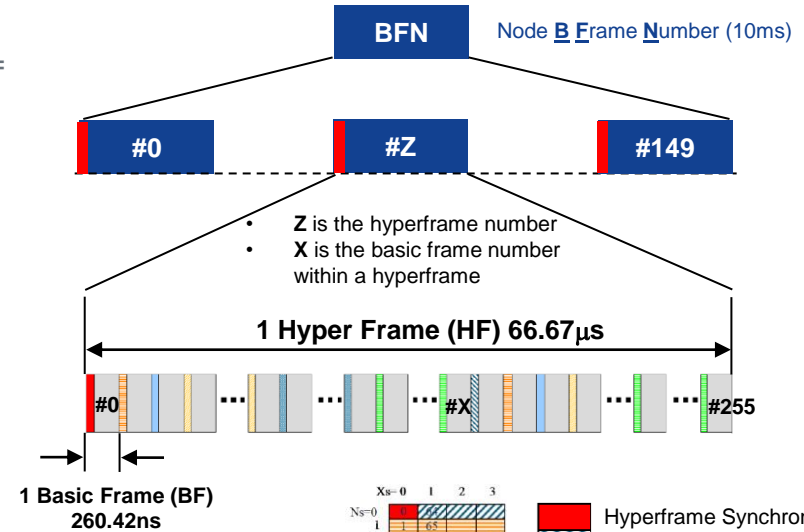 BFN
Node B Frame Number (10ms)
#0
#Z
#149
• Z is the hyperframe number
• X is the basic frame number
within a hyperframe
1 Hyper Frame (HF) 66.67μs
#0
...
...
...
#X
...
...
#255
1 Basic Frame (BF)
260.42ns
Xs= 0 1 2 3
Ns=0 0 64
1 1 65
Hyperframe Synchron